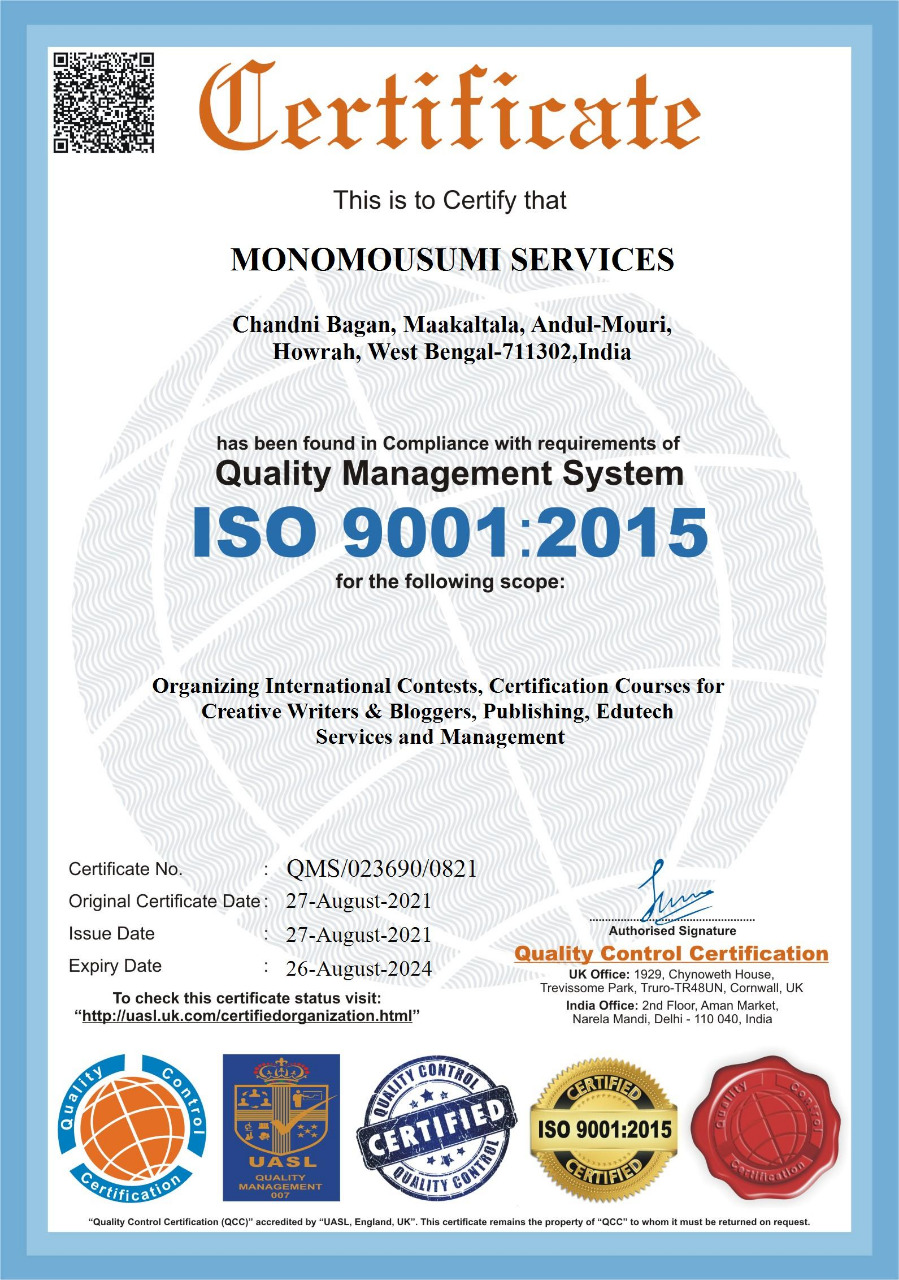 Certificate
This is to Certify that
MONOMOUSUMI SERVICES
Chandni Bagan, Maakaltala, Andul-Mouri,
Howrah, West Bengal-711302,India
has been found in Compliance with requirements of
Quality Management System
ISO 9001:2015
for the following scope:
Organizing International Contests, Certification Courses for
Creative Writers & Bloggers, Publishing, Edutech
Services and Management
Certificate No. : QMS/023690/0821
Original Certificate Date : 27-August-2021
Issue Date : 27-August-2021
Expiry Date : 26-August-2024
To check this certificate status visit:
“http://uasl.uk.com/certifiedorganization.html”
Authorised Signature
Quality Control Certification
UK Office: 1929, Chynoweth House,
Trevissome Park, Truro-TR48UN, Cornwall, UK
India Office: 2nd Floor, Aman Market,
Narela Mandi, Delhi - 110 040, India
Quality Control
Certification
UASL
QUALITY
MANAGEMENT
007
QUALITY CONTROL
CERTIFIED
QUALITY CONTROL
CERTIFIED
ISO 9001:2015
CERTIFIED
Quality Control
Certification
“Quality Control Certification (QCC)” accredited by “UASL, England, UK”. This certificate remains the property of “QCC” to whom it must be returned on request.